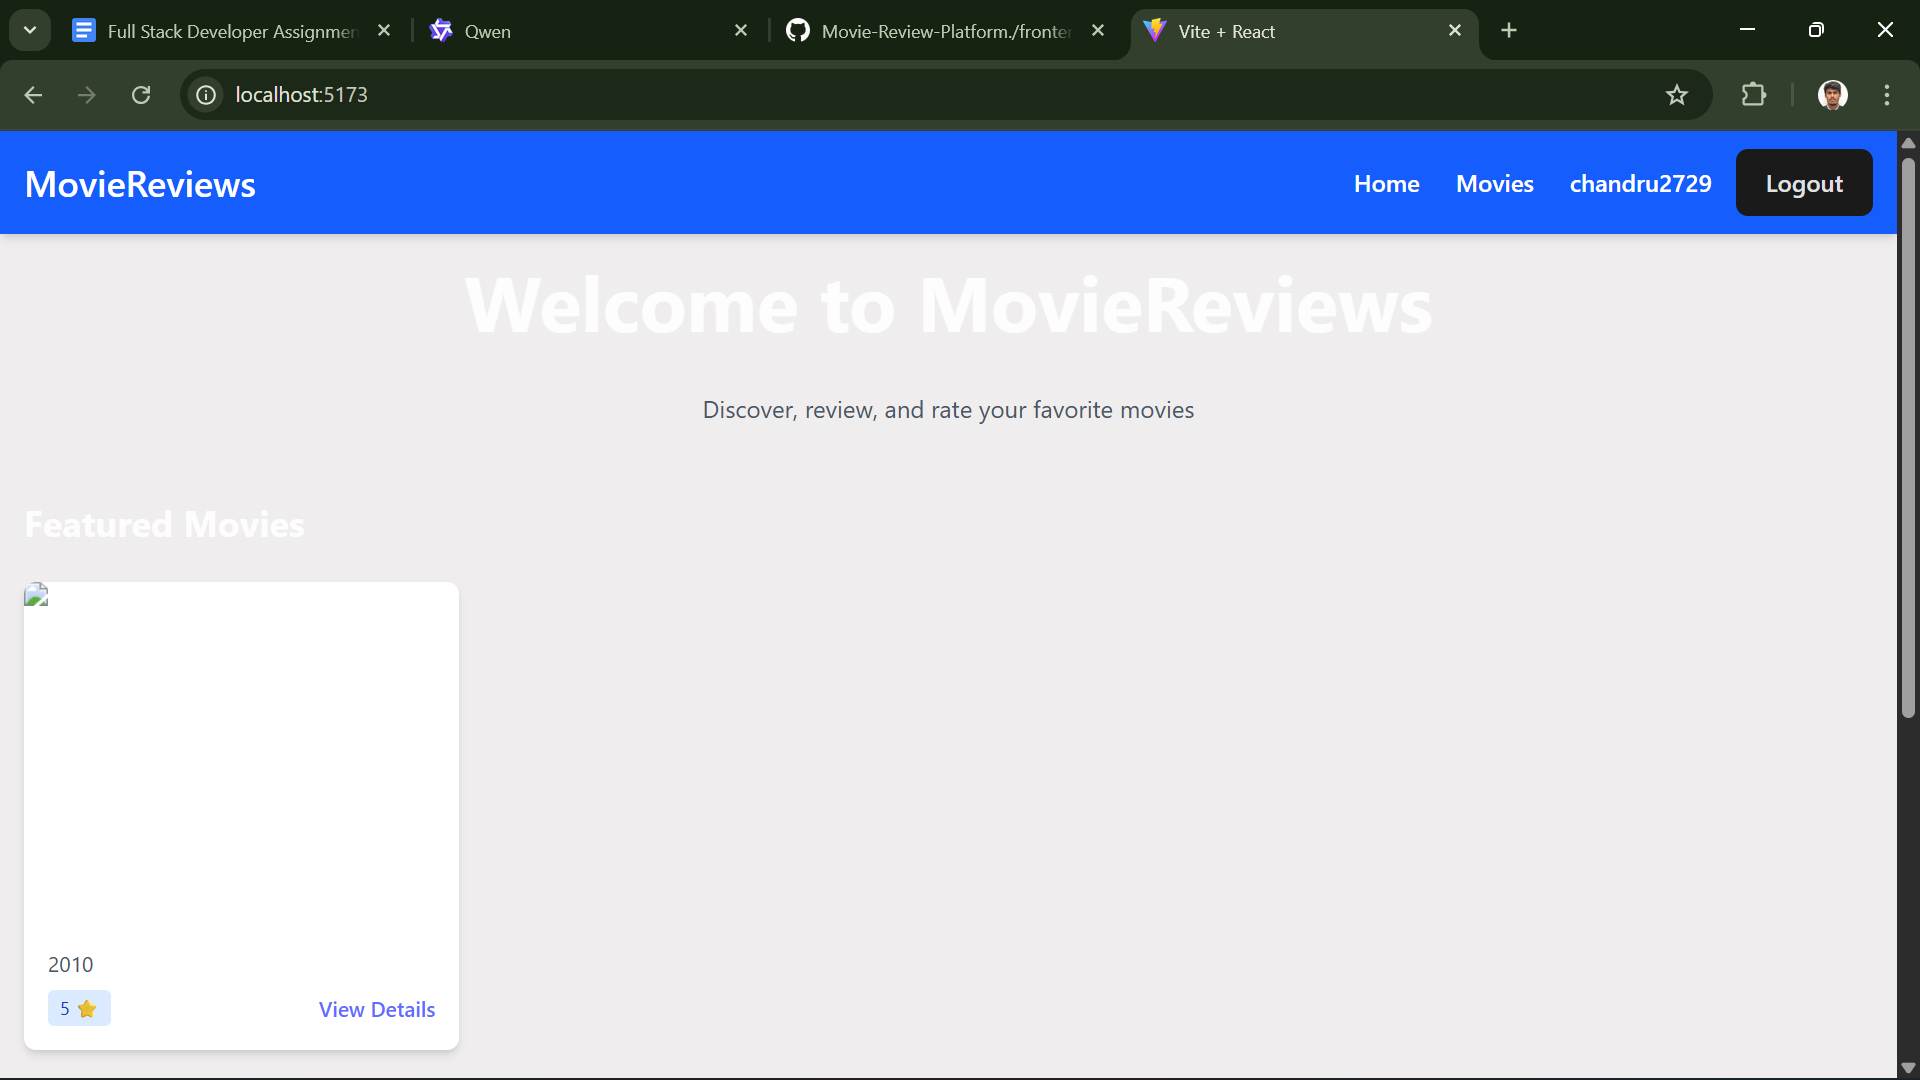 Full Stack Developer Assignmen
Qwen
Movie-Review-Platform./fronte
Vite + React
localhost:5173
MovieReviews
Home
Movies
chandru2729
Logout
Welcome to MovieReviews
Discover, review, and rate your favorite movies
Featured Movies
2010
5 ⭐
View Details